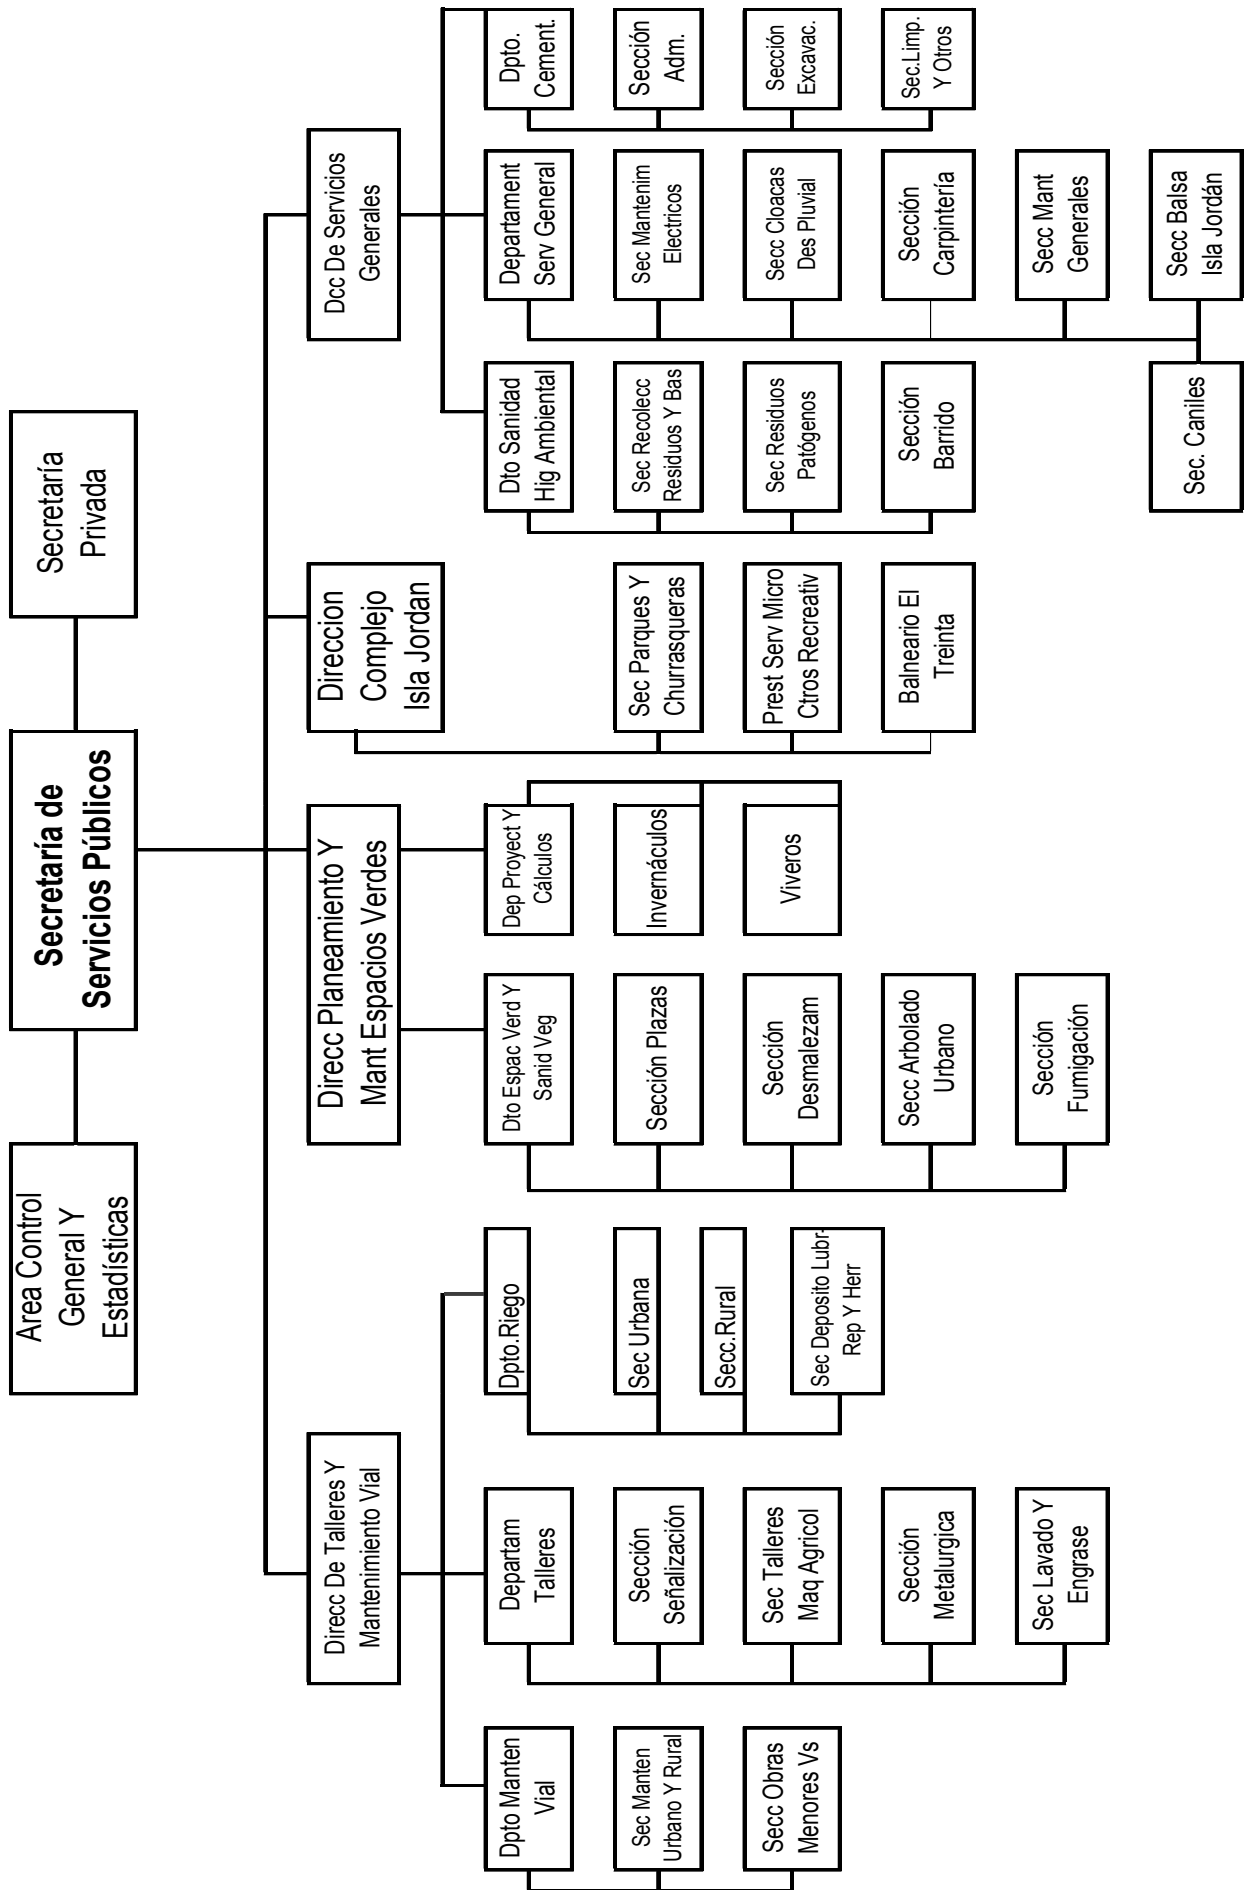 Area Control
General Y
Estadísticas
Secretaría de
Servicios Públicos
Secretaría
Privada
Direcc De Talleres Y
Mantenimiento Vial
Direcc Planeamiento Y
Mant Espacios Verdes
Direccion
Complejo
Isla Jordan
Dcc De Servicios
Generales
Dpto Manten
Vial
Sec Manten
Urbano Y Rural
Secc Obras
Menores Vs
Departam
Talleres
Sección
Señalización
Sec Talleres
Maq Agricol
Sección
Metalurgica
Sec Lavado Y
Engrase
Dpto.Riego
Sec Urbana
Secc.Rural
Sec Deposito Lubr-
Rep Y Herr
Dto Espac Verd Y
Sanid Veg
Sección Plazas
Sección
Desmalezam
Secc Arbolado
Urbano
Sección
Fumigación
Dep Proyect Y
Cálculos
Invernáculos
Viveros
Sec Parques Y
Churrasqueras
Prest Serv Micro
Ctros Recreativ
Balneario El
Treinta
Dto Sanidad
Hig Ambiental
Sec Recolecc
Residuos Y Bas
Sec Residuos
Patógenos
Sección
Barrido
Departament
Serv General
Sec Mantenim
Electricos
Secc Cloacas
Des Pluvial
Sección
Carpintería
Secc Mant
Generales
Secc Balsa
Isla Jordán
Sec. Caniles
Dpto.
Cement.
Sección
Adm.
Sección
Excavac.
Sec.Limp.
Y Otros